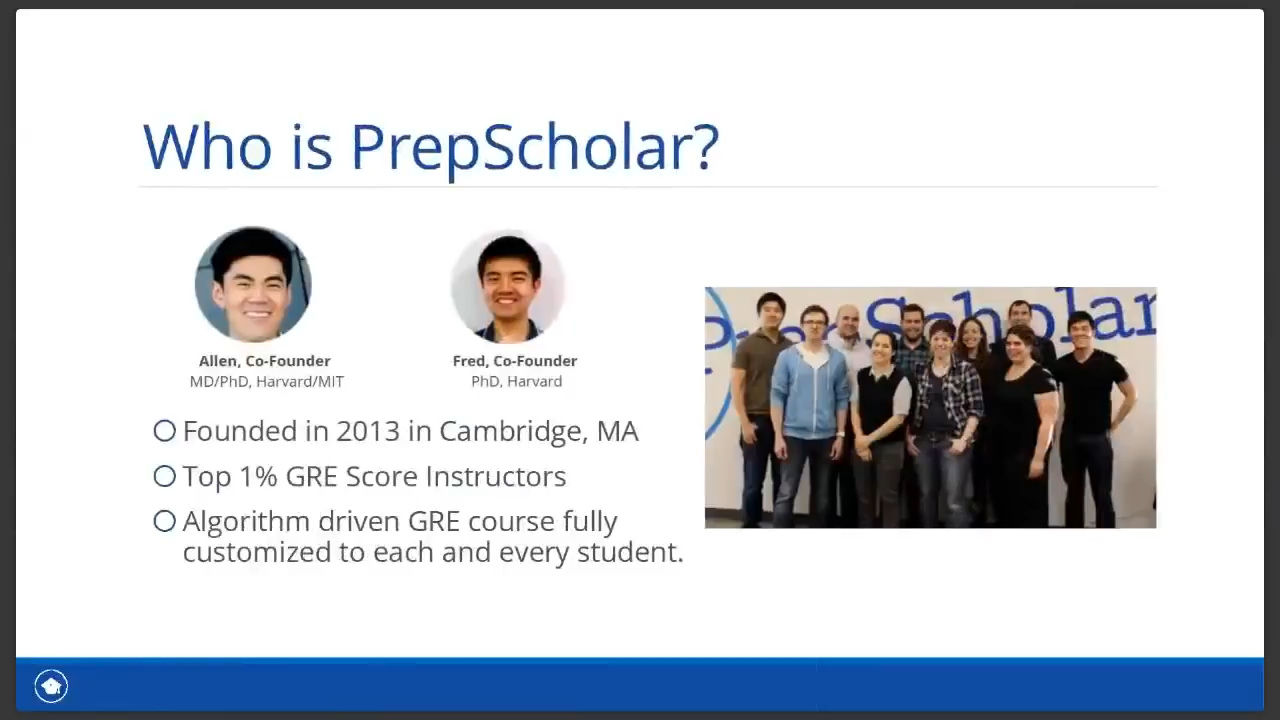 Who is PrepScholar?
Allen, Co-Founder
MD/PhD, Harvard/MIT
Fred, Co-Founder
PhD, Harvard
PrepScholar
Founded in 2013 in Cambridge, MA
Top 1% GRE Score Instructors
Algorithm driven GRE course fully
customized to each and every student.